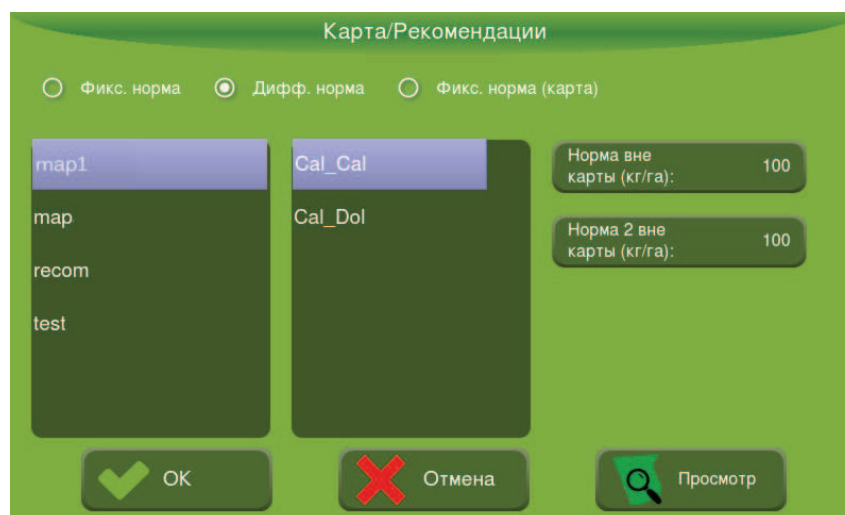 Карта/Рекомендации
Фикс. норма Дифф. норма Фикс. норма (карта)
map1 Cal_Cal Норма вне
карты (кг/га): 100
map Cal_Dol Норма 2 вне
карты (кг/га): 100
recom
test
OK Отмена Просмотр